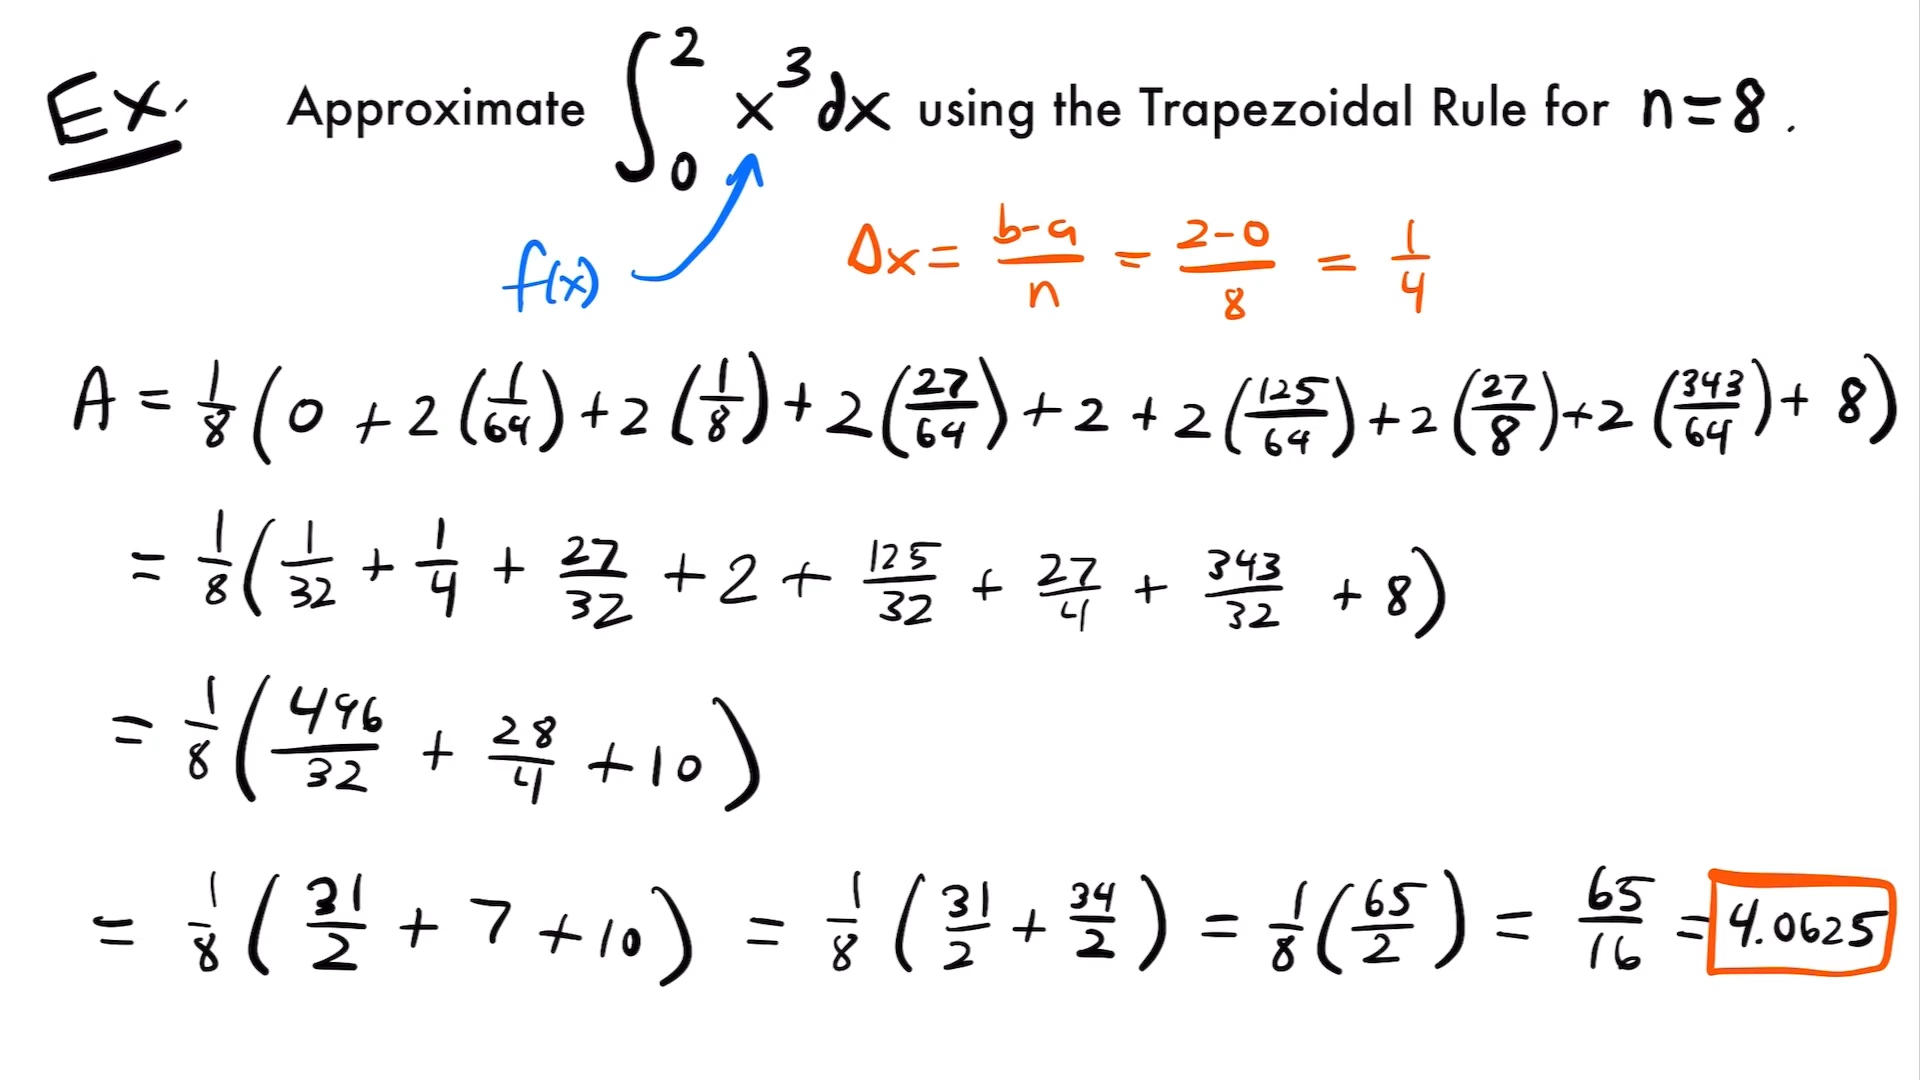 Ex. Approximate ∫₀² x³ dx using the Trapezoidal Rule for n=8.
f(x) Δx = (b-a)/n = (2-0)/8 = 1/4
A = 1/8 (0 + 2(1/64) + 2(1/8) + 2(27/64) + 2 + 2(125/64) + 2(27/8) + 2(343/64) + 8)
= 1/8 (1/32 + 1/4 + 27/32 + 2 + 125/32 + 27/4 + 343/32 + 8)
= 1/8 (496/32 + 28/4 + 10)
= 1/8 (31/2 + 7 + 10) = 1/8 (31/2 + 34/2) = 1/8 (65/2) = 65/16 = 4.0625